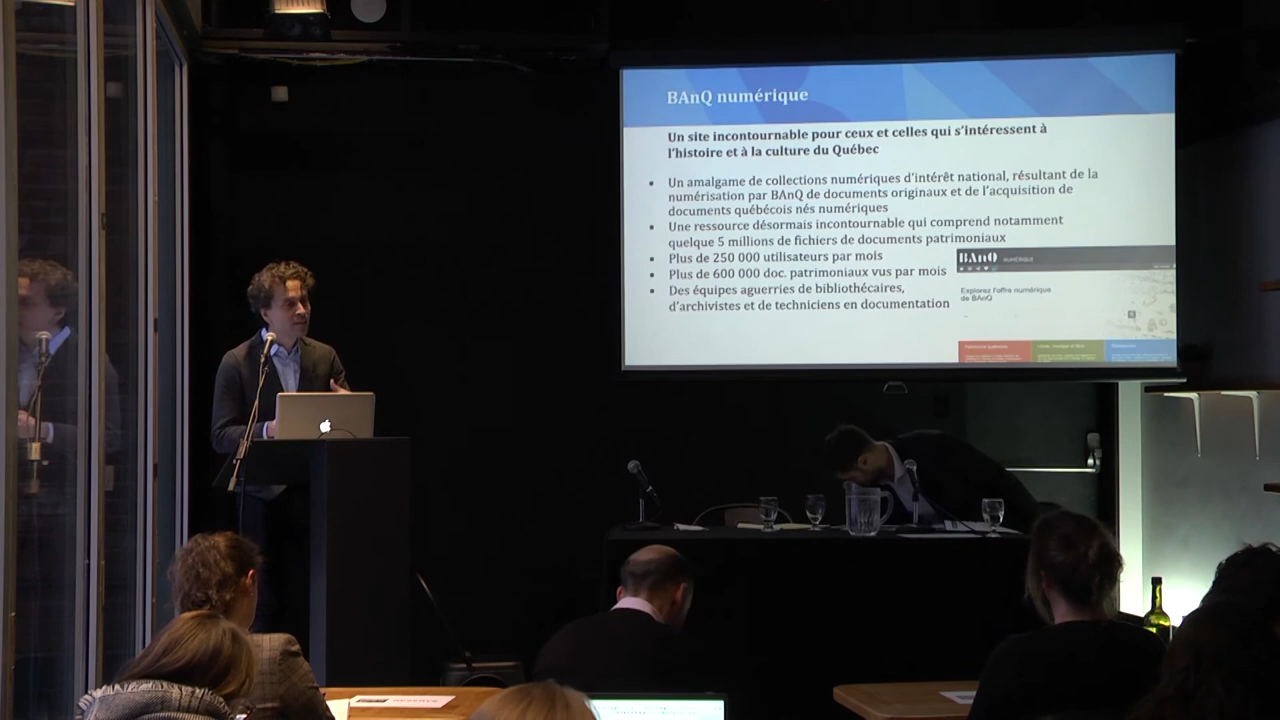 BAnQ numérique
Un site incontournable pour ceux et celles qui s'intéressent à
l'histoire et à la culture du Québec
• Un amalgame de collections numériques d'intérêt national, résultant de la
numérisation par BAnQ de documents originaux et de l'acquisition de
documents québécois nés numériques
• Une ressource désormais incontournable qui comprend notamment
quelque 5 millions de fichiers de documents patrimoniaux
• Plus de 250 000 utilisateurs par mois
• Plus de 600 000 doc. patrimoniaux vus par mois
• Des équipes aguerries de bibliothécaires,
d'archivistes et de techniciens en documentation
BAnQ NUMÉRIQUE
Explorez l'offre numérique
de BAnQ